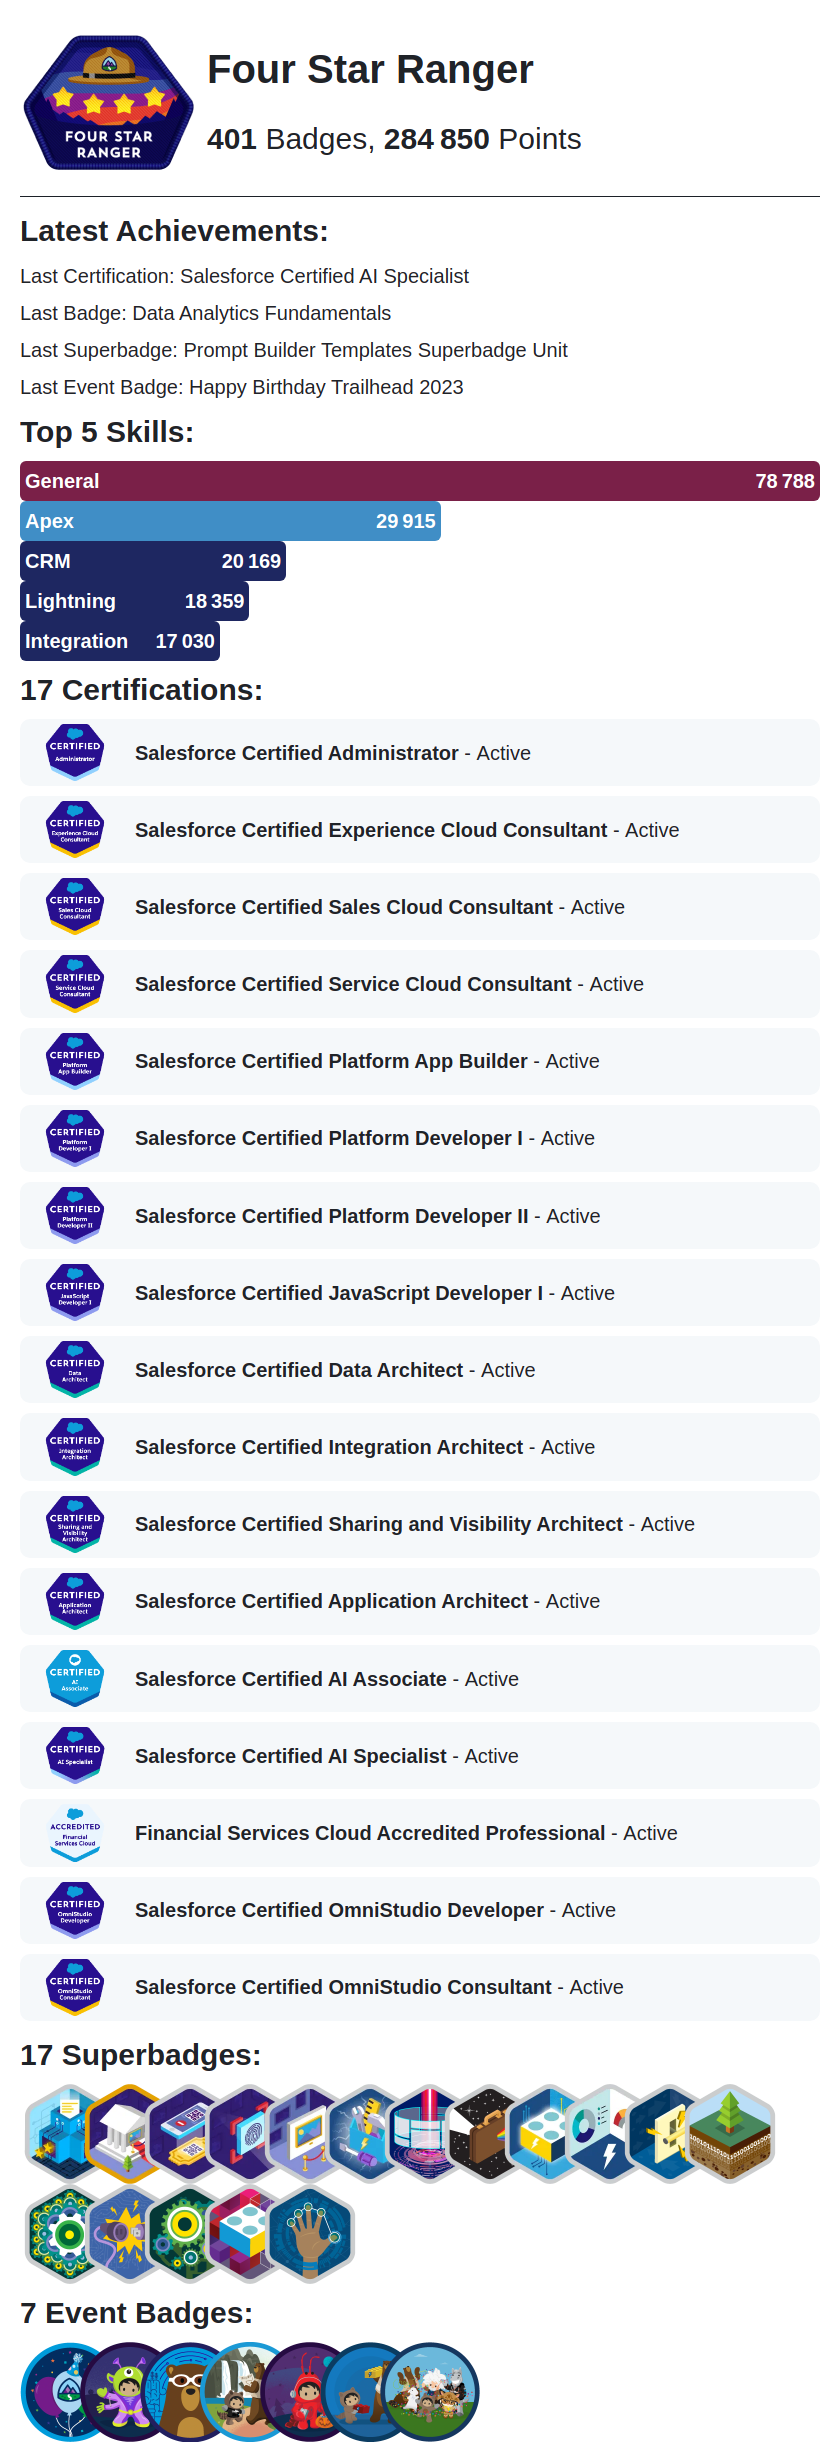 FOUR STAR
RANGER
Four Star Ranger
401 Badges, 284 850 Points
Latest Achievements:
Last Certification: Salesforce Certified AI Specialist
Last Badge: Data Analytics Fundamentals
Last Superbadge: Prompt Builder Templates Superbadge Unit
Last Event Badge: Happy Birthday Trailhead 2023
Top 5 Skills:
General 78 788
Apex 29 915
CRM 20 169
Lightning 18 359
Integration 17 030
17 Certifications:
CERTIFIED
Administrator
Salesforce Certified Administrator - Active
CERTIFIED
Experience Cloud
Consultant
Salesforce Certified Experience Cloud Consultant - Active
CERTIFIED
Sales Cloud
Consultant
Salesforce Certified Sales Cloud Consultant - Active
CERTIFIED
Service Cloud
Consultant
Salesforce Certified Service Cloud Consultant - Active
CERTIFIED
Platform
App Builder
Salesforce Certified Platform App Builder - Active
CERTIFIED
Platform
Developer I
Salesforce Certified Platform Developer I - Active
CERTIFIED
Platform
Developer II
Salesforce Certified Platform Developer II - Active
CERTIFIED
JavaScript
Developer I
Salesforce Certified JavaScript Developer I - Active
CERTIFIED
Data
Architect
Salesforce Certified Data Architect - Active
CERTIFIED
Integration
Architect
Salesforce Certified Integration Architect - Active
CERTIFIED
Sharing and
Visibility
Architect
Salesforce Certified Sharing and Visibility Architect - Active
CERTIFIED
Application
Architect
Salesforce Certified Application Architect - Active
CERTIFIED
AI
Associate
Salesforce Certified AI Associate - Active
CERTIFIED
AI Specialist
Salesforce Certified AI Specialist - Active
ACCREDITED
Financial
Services Cloud
Financial Services Cloud Accredited Professional - Active
CERTIFIED
OmniStudio
Developer
Salesforce Certified OmniStudio Developer - Active
CERTIFIED
OmniStudio
Consultant
Salesforce Certified OmniStudio Consultant - Active
17 Superbadges:
7 Event Badges: